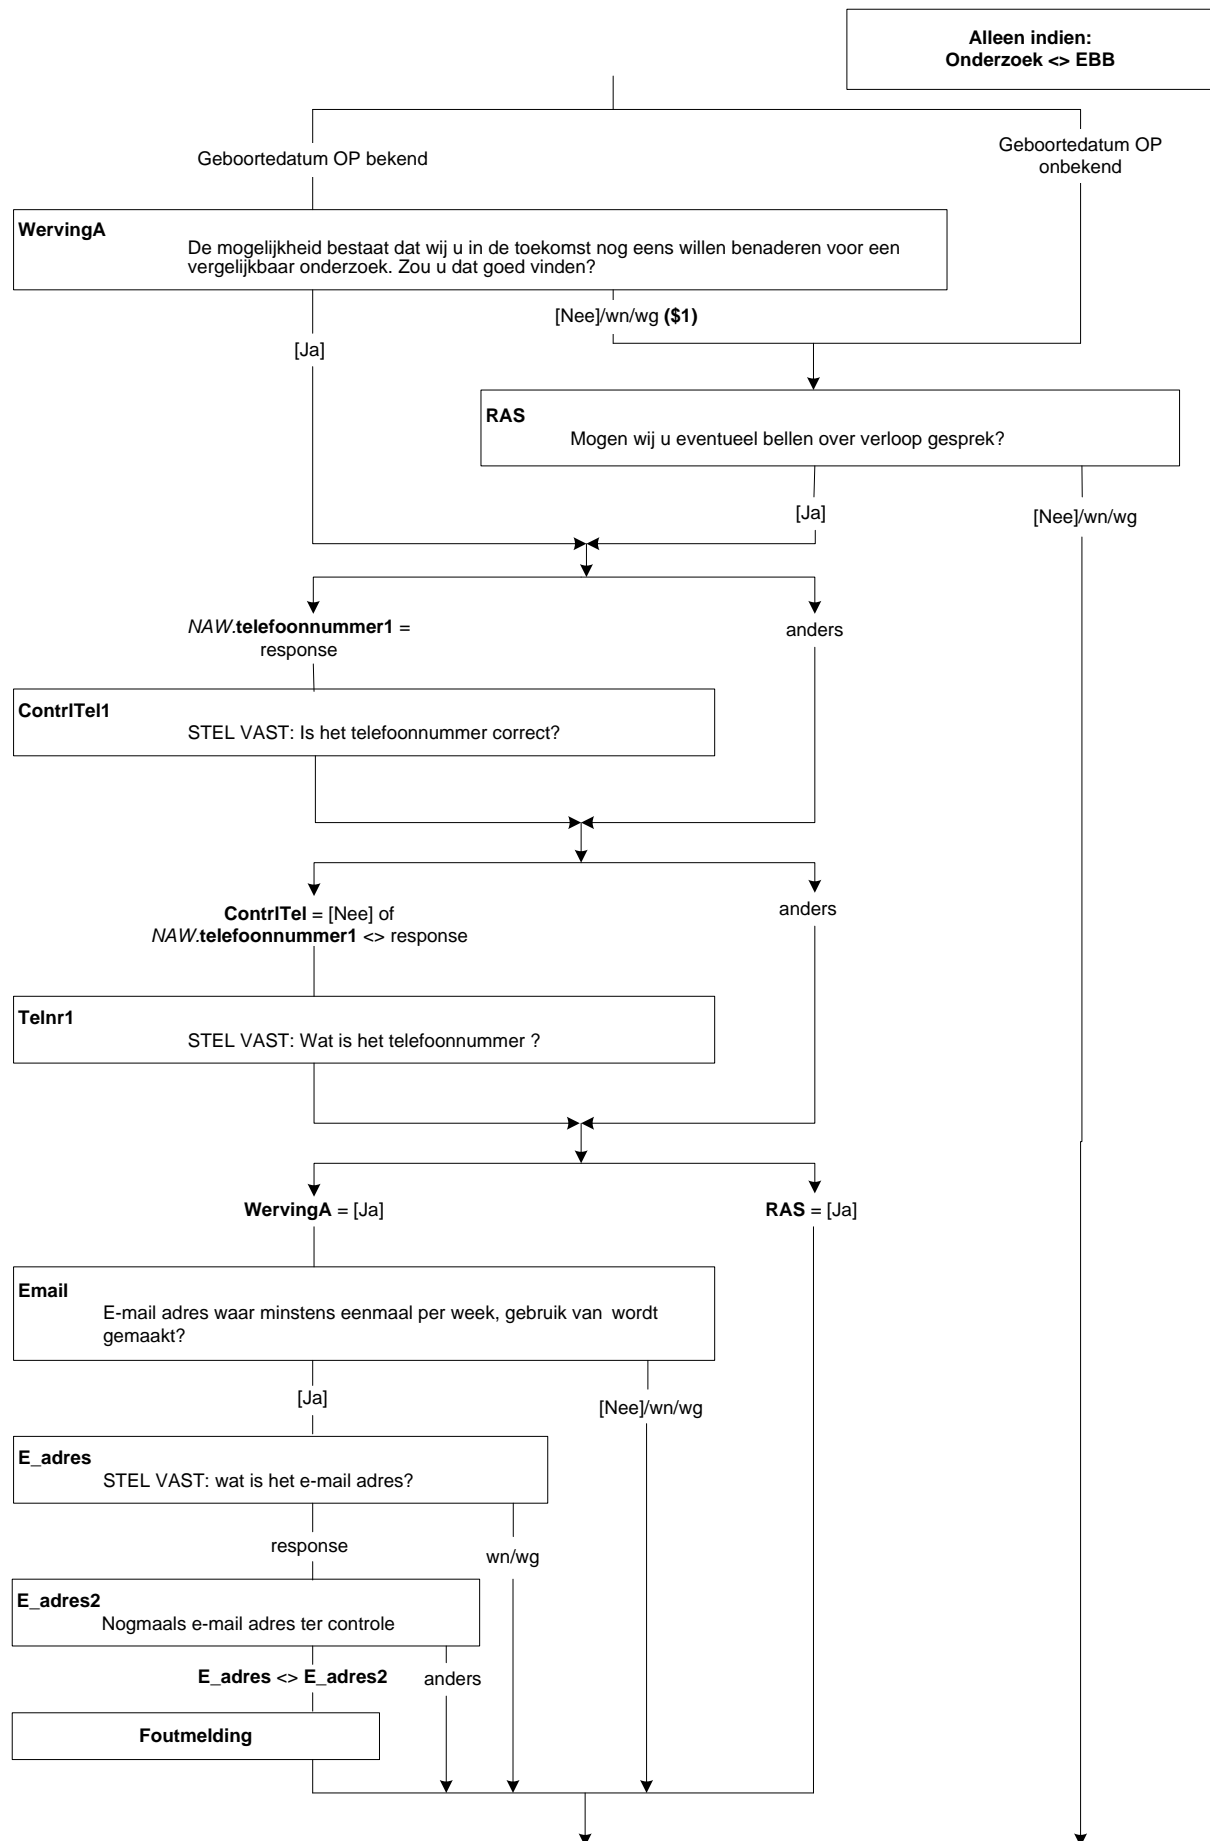 Alleen indien:
Onderzoek <> EBB
Geboortedatum OP bekend
Geboortedatum OP
onbekend
WervingA
De mogelijkheid bestaat dat wij u in de toekomst nog eens willen benaderen voor een
vergelijkbaar onderzoek. Zou u dat goed vinden?
[Nee]/wn/wg ($1)
[Ja]
RAS
Mogen wij u eventueel bellen over verloop gesprek?
[Ja]
[Nee]/wn/wg
NAW.telefoonnummer1 =
response
anders
ContrlTel1
STEL VAST: Is het telefoonnummer correct?
ContrlTel = [Nee] of
NAW.telefoonnummer1 <> response
anders
Telnr1
STEL VAST: Wat is het telefoonnummer ?
WervingA = [Ja]
RAS = [Ja]
Email
E-mail adres waar minstens eenmaal per week, gebruik van wordt
gemaakt?
[Ja]
[Nee]/wn/wg
E_adres
STEL VAST: wat is het e-mail adres?
response
wn/wg
E_adres2
Nogmaals e-mail adres ter controle
E_adres <> E_adres2
anders
Foutmelding